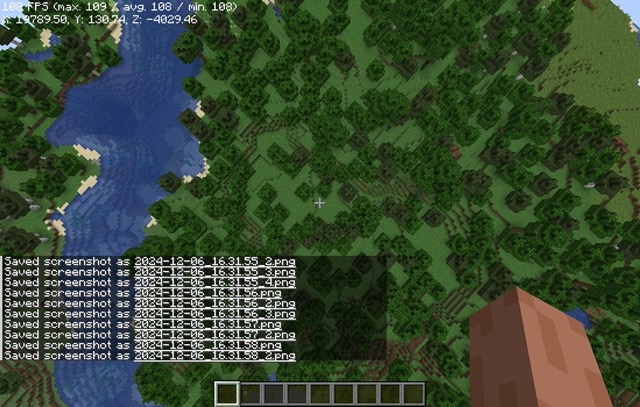 108 FPS (max. 109 / avg. 108 / min. 108)
X: 19789.50, Y: 130.74, Z: -4029.46
Saved screenshot as 2024-12-06_16.31.55_2.png
Saved screenshot as 2024-12-06_16.31.55_3.png
Saved screenshot as 2024-12-06_16.31.55_4.png
Saved screenshot as 2024-12-06_16.31.56.png
Saved screenshot as 2024-12-06_16.31.56_2.png
Saved screenshot as 2024-12-06_16.31.56_3.png
Saved screenshot as 2024-12-06_16.31.57.png
Saved screenshot as 2024-12-06_16.31.57_2.png
Saved screenshot as 2024-12-06_16.31.58.png
Saved screenshot as 2024-12-06_16.31.58_2.png